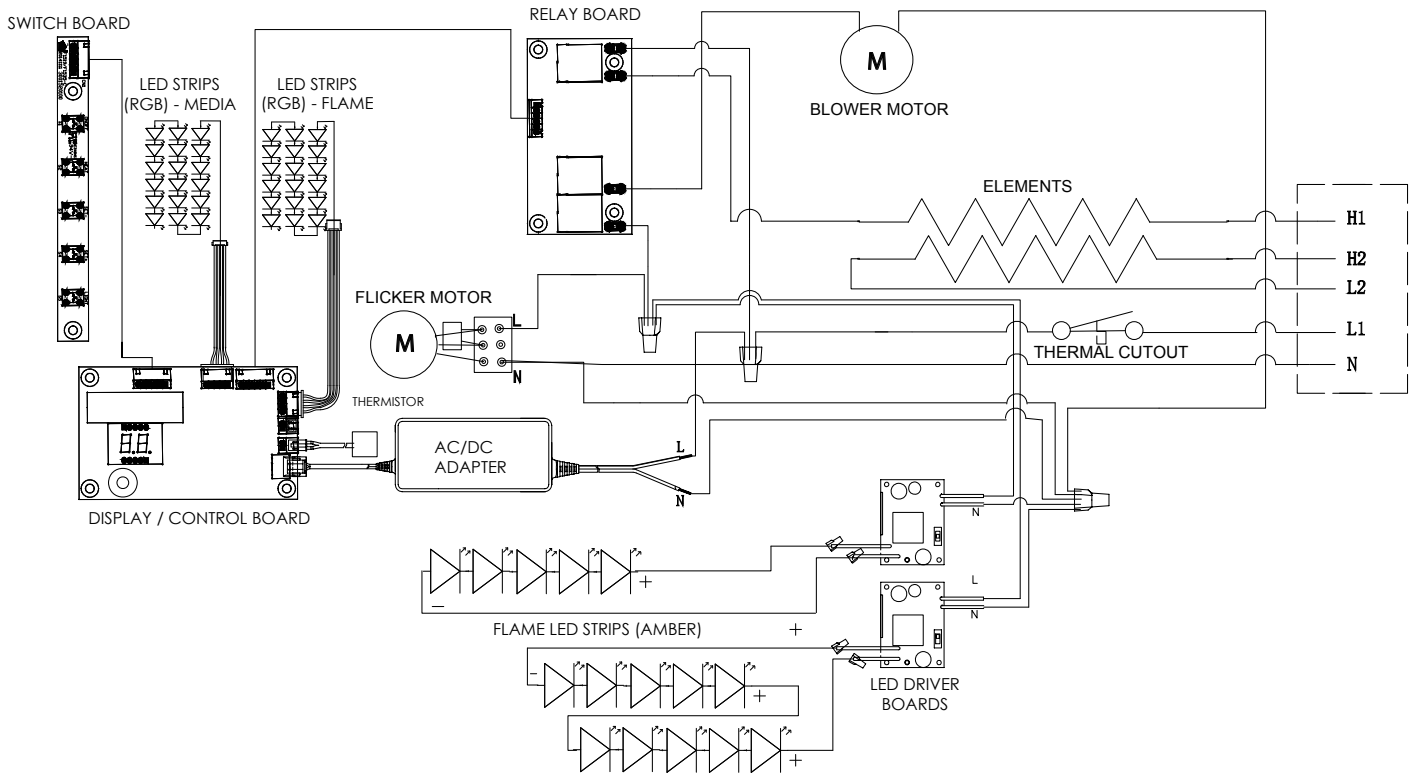 SWITCH BOARD
RELAY BOARD
LED STRIPS
(RGB) - MEDIA
LED STRIPS
(RGB) - FLAME
M
BLOWER MOTOR
ELEMENTS
H1
H2
L2
L1
N
THERMAL CUTOUT
FLICKER MOTOR
M
L
N
THERMISTOR
AC/DC
ADAPTER
L
N
DISPLAY / CONTROL BOARD
N
L
N
+
-
FLAME LED STRIPS (AMBER)
+
-
+
+
LED DRIVER
BOARDS